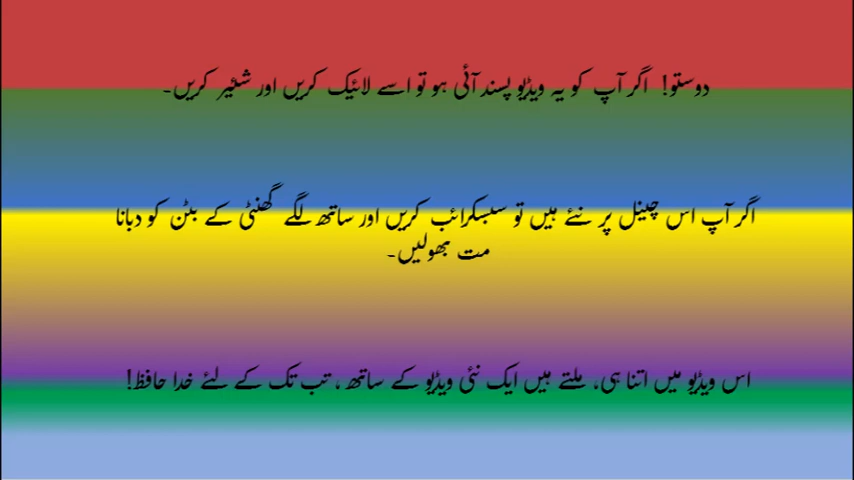 دوستو! اگر آپ کو یہ ویڈیو پسند آئی ہو تو اسے لائیک کریں اور شئیر کریں۔
اگر آپ اس چینل پر نئے ہیں تو سبسکرائب کریں اور ساتھ لگے گھنٹی کے بٹن کو دبانا
مت بھولیں۔
اس ویڈیو میں اتنا ہی، ملتے ہیں ایک نئی ویڈیو کے ساتھ، تب تک کے لئے خدا حافظ!